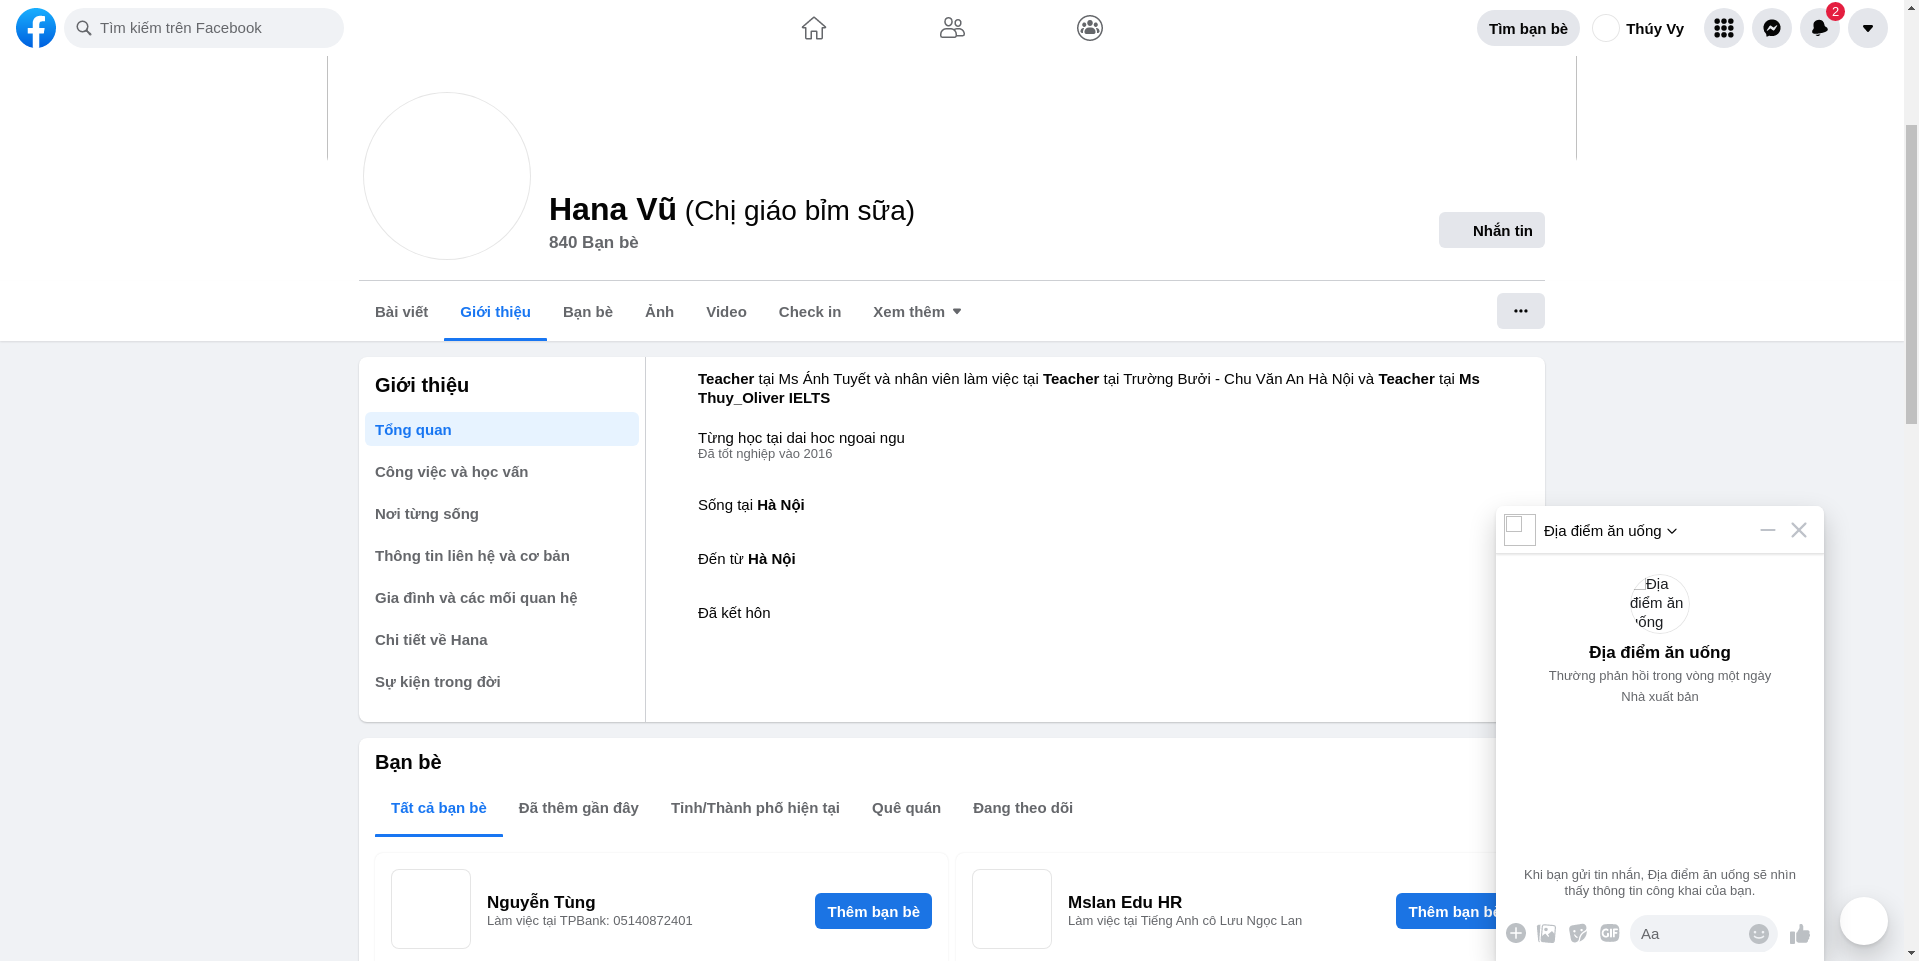 Tìm kiếm trên Facebook
Tìm bạn bè
Thúy Vy
2
Hana Vũ (Chị giáo bỉm sữa)
840 Bạn bè
Nhắn tin
Bài viết
Giới thiệu
Bạn bè
Ảnh
Video
Check in
Xem thêm
Giới thiệu
Tổng quan
Công việc và học vấn
Nơi từng sống
Thông tin liên hệ và cơ bản
Gia đình và các mối quan hệ
Chi tiết về Hana
Sự kiện trong đời
Teacher tại Ms Ánh Tuyết và nhân viên làm việc tại Teacher tại Trường Bưởi - Chu Văn An Hà Nội và Teacher tại Ms
Thuy_Oliver IELTS
Từng học tại dai hoc ngoai ngu
Đã tốt nghiệp vào 2016
Sống tại Hà Nội
Đến từ Hà Nội
Đã kết hôn
Bạn bè
Tất cả bạn bè
Đã thêm gần đây
Tỉnh/Thành phố hiện tại
Quê quán
Đang theo dõi
Nguyễn Tùng
Làm việc tại TPBank: 05140872401
Thêm bạn bè
Mslan Edu HR
Làm việc tại Tiếng Anh cô Lưu Ngọc Lan
Thêm bạn bè
Địa điểm ăn uống
Địa
điểm ăn
uống
Địa điểm ăn uống
Thường phản hồi trong vòng một ngày
Nhà xuất bản
Khi bạn gửi tin nhắn, Địa điểm ăn uống sẽ nhìn
thấy thông tin công khai của bạn.
GIF
Aa